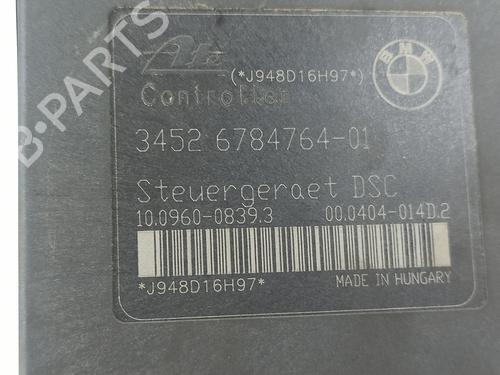 Ate
(*J948D16H97*)
BMW
Controller
3452 6784764-01
Steuergeraet DSC
10.0960-0839.3 00.0404-014D.2
*J948D16H97*
MADE IN HUNGARY
B-PARTS
B-PARTS